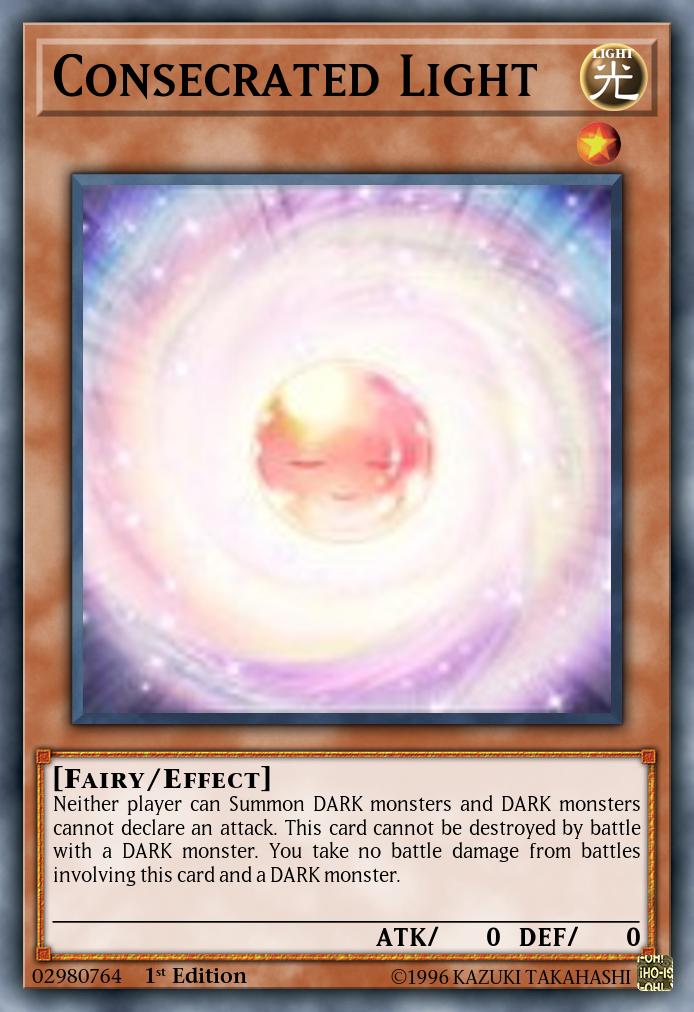 CONSECRATED LIGHT
LIGHT
光
[FAIRY/EFFECT]
Neither player can Summon DARK monsters and DARK monsters
cannot declare an attack. This card cannot be destroyed by battle
with a DARK monster. You take no battle damage from battles
involving this card and a DARK monster.
ATK/ 0 DEF/ 0
02980764 1st Edition ©1996 KAZUKI TAKAHASHI